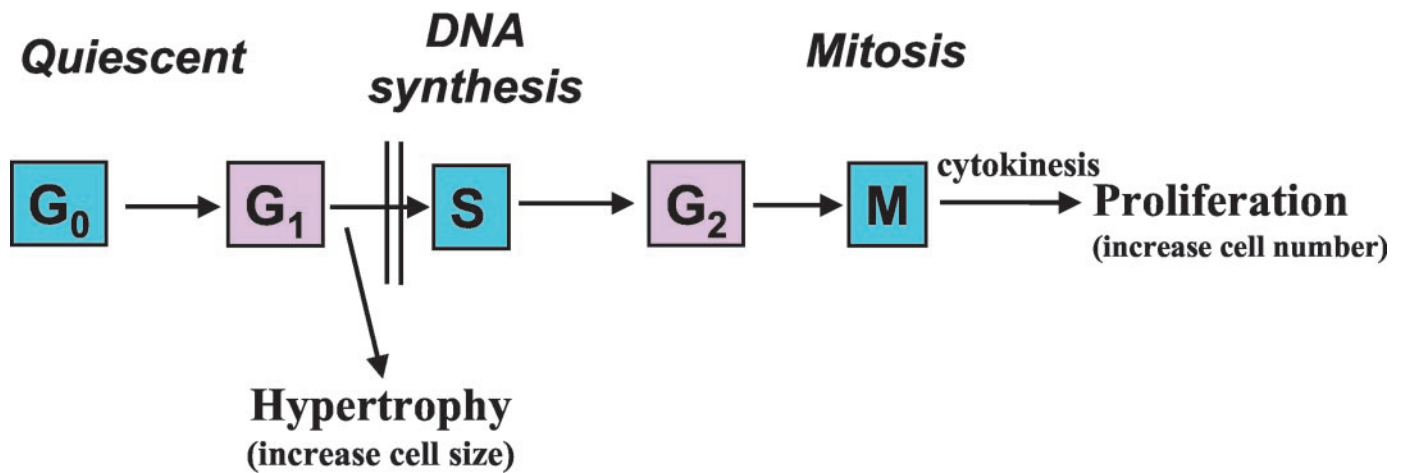 Quiescent
DNA
synthesis
Mitosis
G₀
G₁
S
G₂
M
cytokinesis
Proliferation
(increase cell number)
Hypertrophy
(increase cell size)